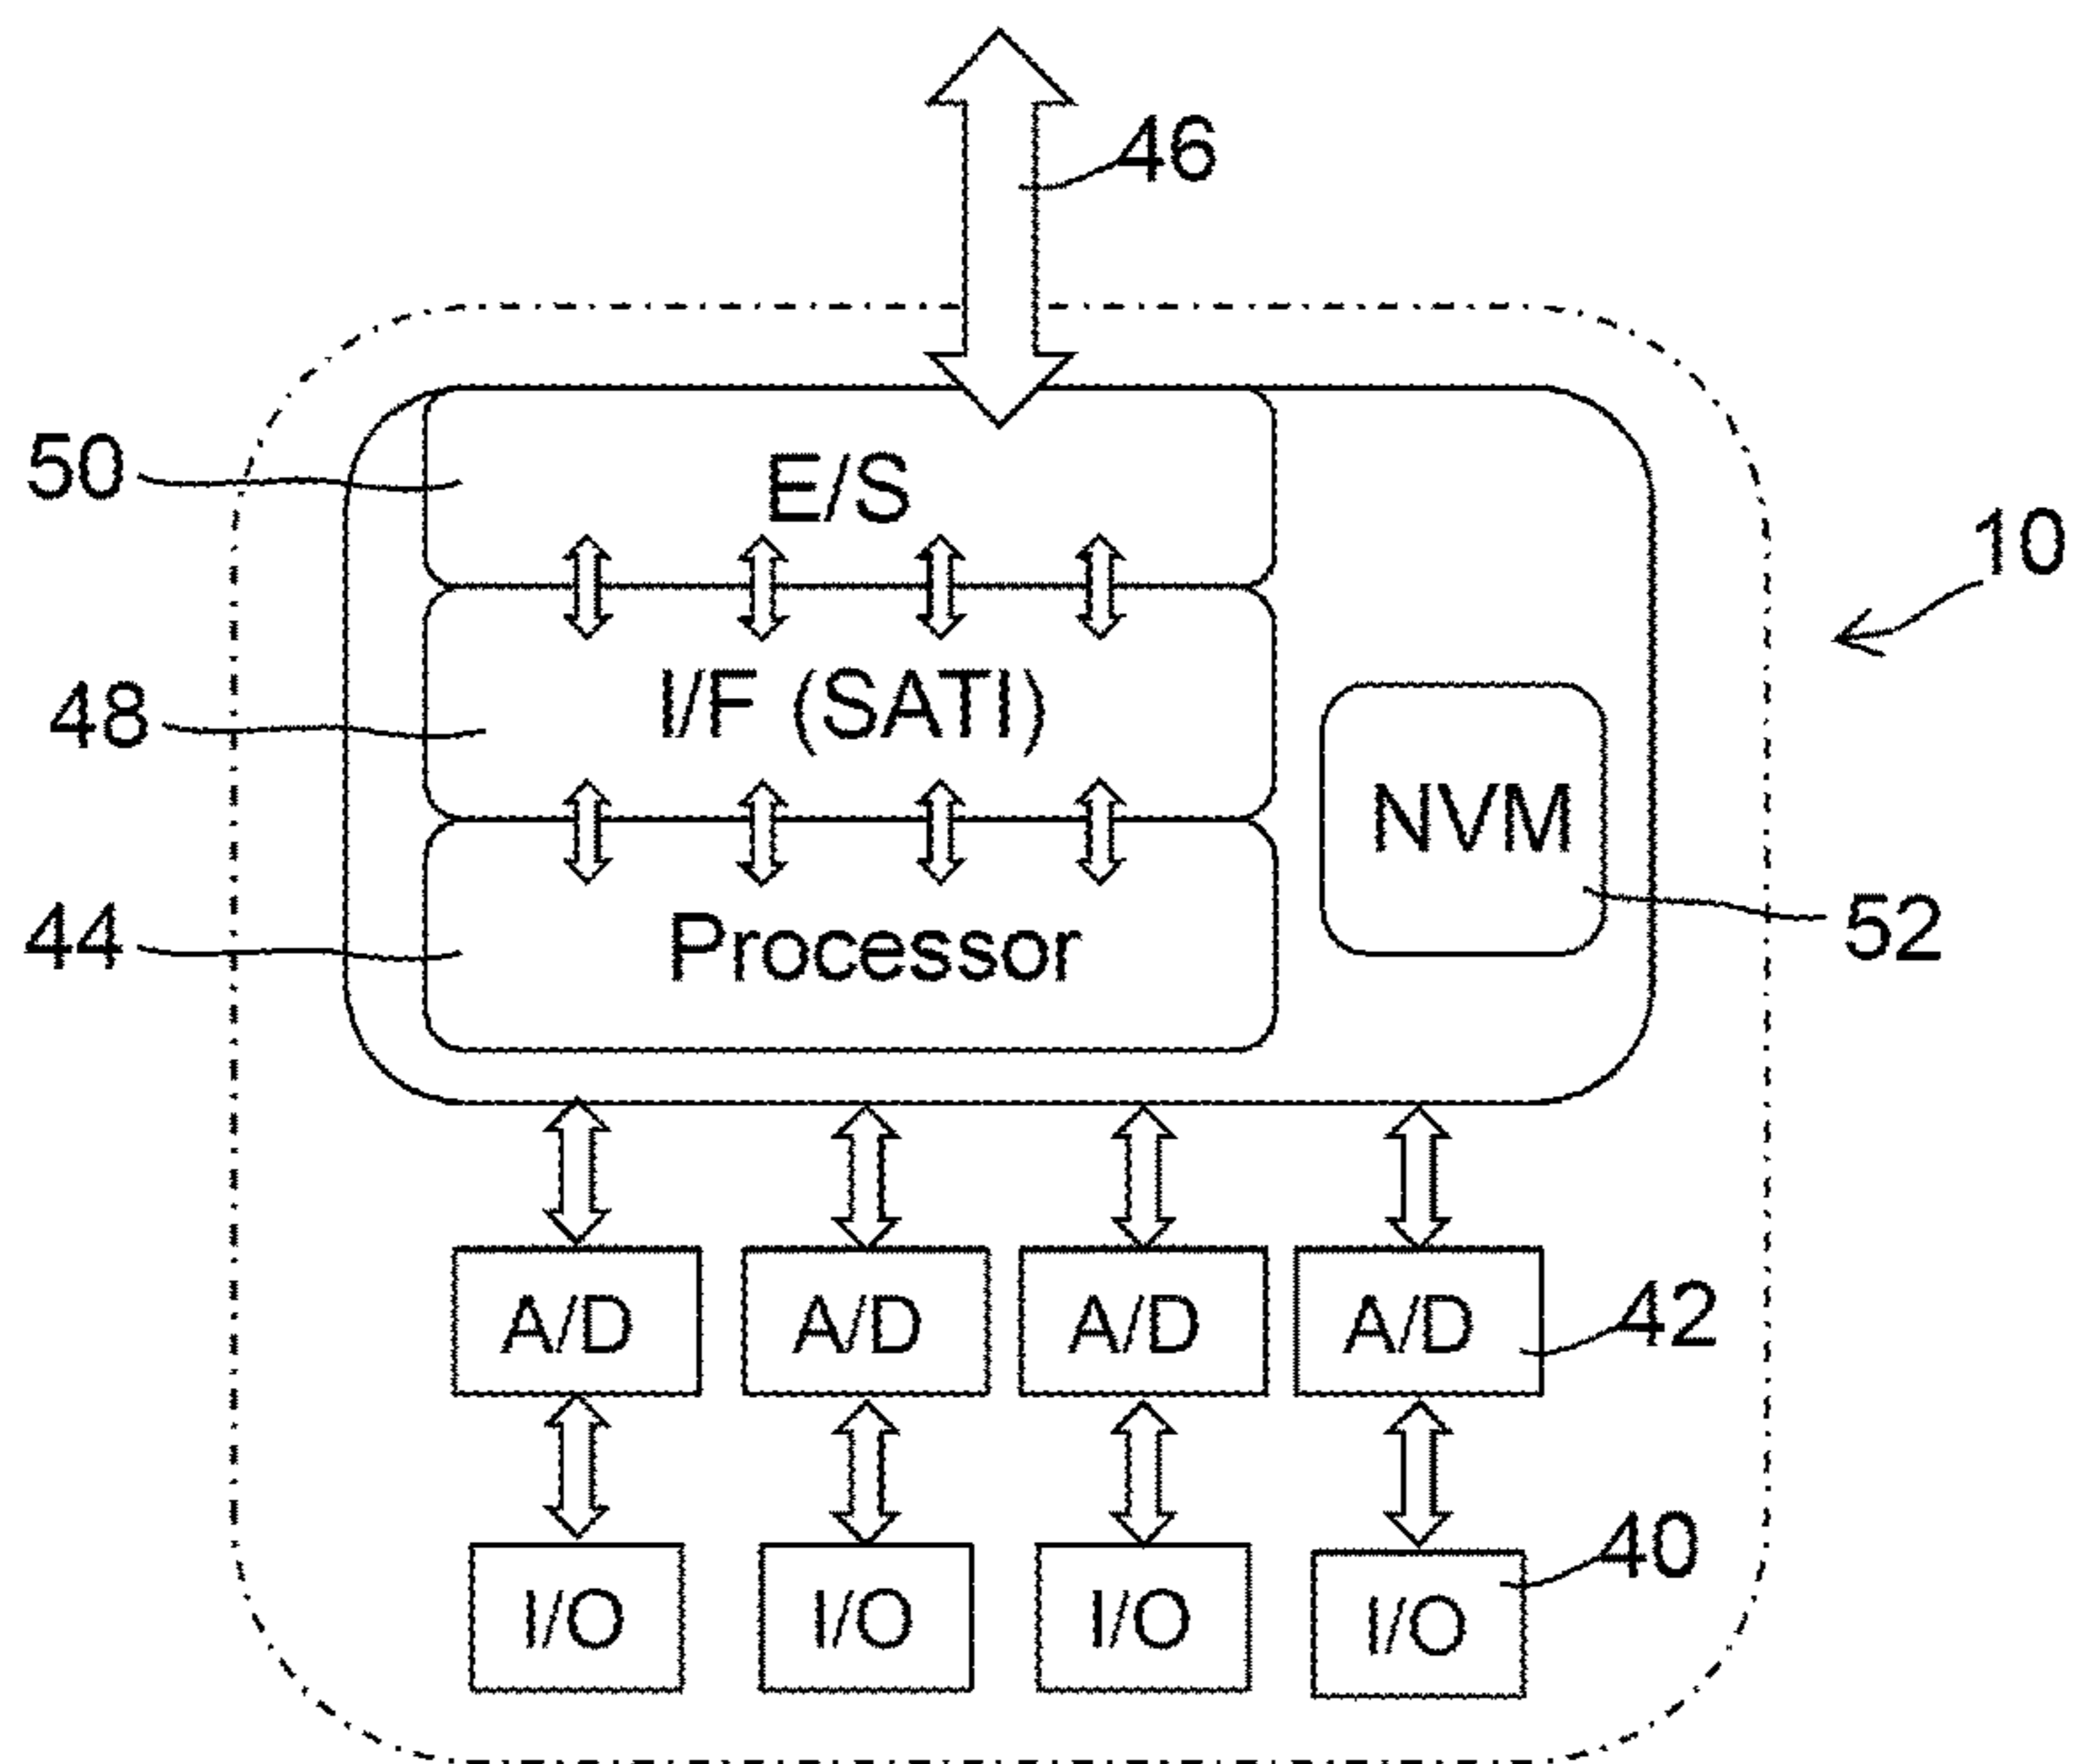 46
50
E/S
10
48
I/F (SATI)
NVM
44
Processor
52
A/D A/D A/D A/D
42
40
I/O I/O I/O I/O